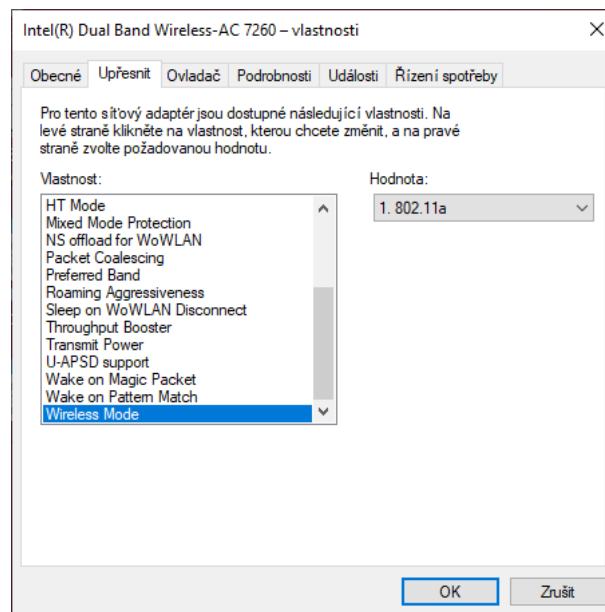 Intel(R) Dual Band Wireless-AC 7260 – vlastnosti
Obecné Upřesnit Ovladač Podrobnosti Události Řízení spotřeby
Pro tento síťový adaptér jsou dostupné následující vlastnosti. Na
levé straně klikněte na vlastnost, kterou chcete změnit, a na pravé
straně zvolte požadovanou hodnotu.
Vlastnost:
Hodnota:
HT Mode
Mixed Mode Protection
NS offload for WoWLAN
Packet Coalescing
Preferred Band
Roaming Aggressiveness
Sleep on WoWLAN Disconnect
Throughput Booster
Transmit Power
U-APSD support
Wake on Magic Packet
Wake on Pattern Match
Wireless Mode
1. 802.11a
OK
Zrušit